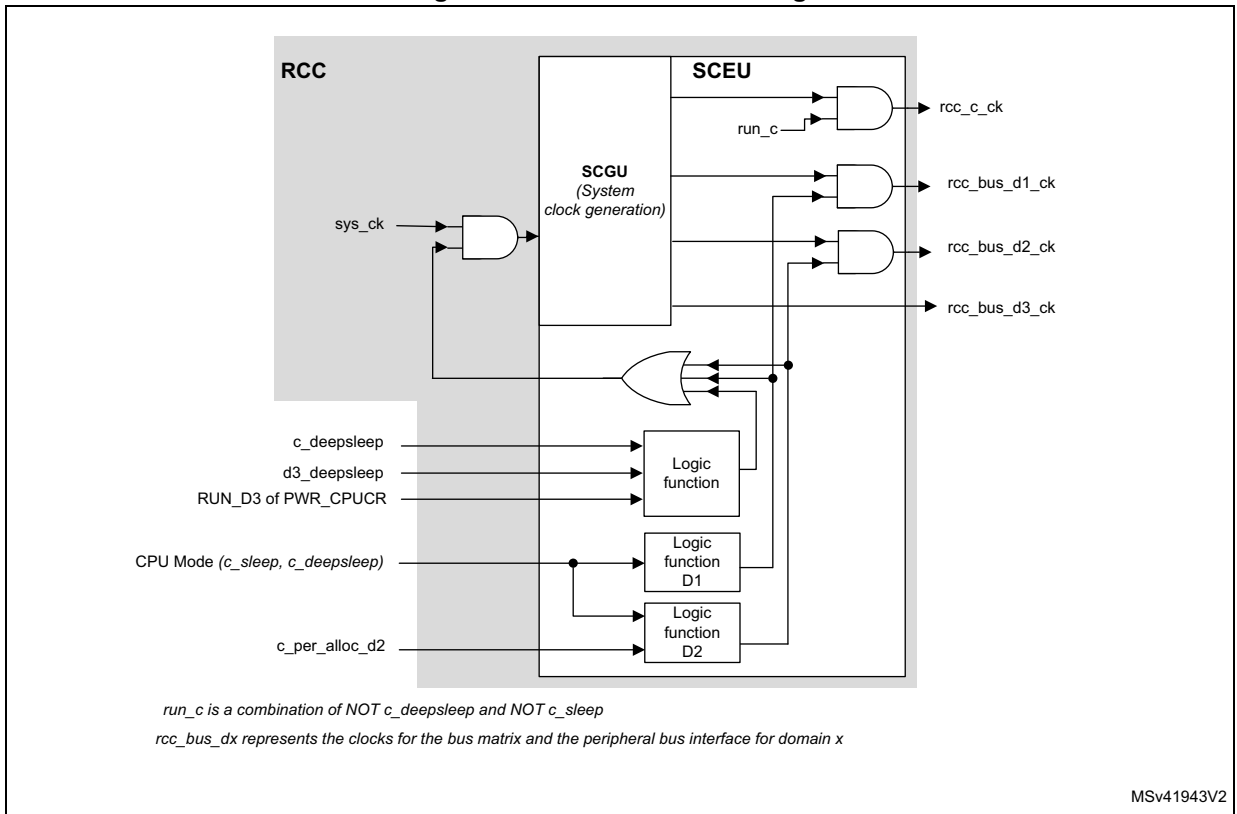 RCC
SCEU
rcc_c_ck
run_c
SCGU
(System
clock generation)
rcc_bus_d1_ck
sys_ck
rcc_bus_d2_ck
rcc_bus_d3_ck
c_deepsleep
d3_deepsleep
RUN_D3 of PWR_CPUCR
Logic
function
CPU Mode (c_sleep, c_deepsleep)
Logic
function
D1
Logic
function
D2
c_per_alloc_d2
run_c is a combination of NOT c_deepsleep and NOT c_sleep
rcc_bus_dx represents the clocks for the bus matrix and the peripheral bus interface for domain x
MSv41943V2